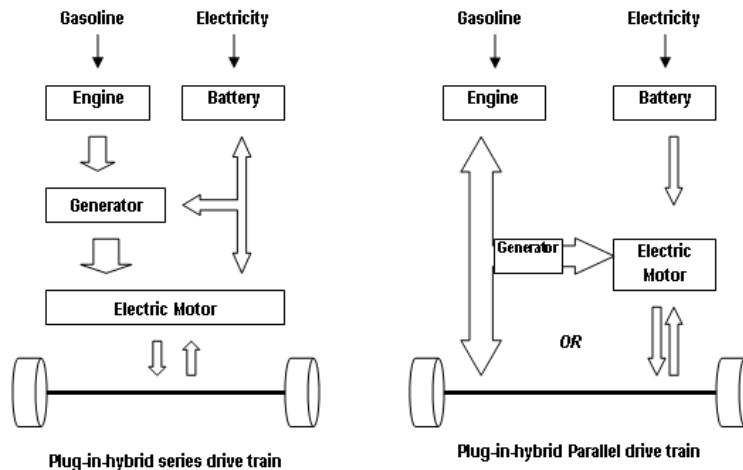 Gasoline
Electricity
Engine
Battery
Generator
Electric Motor
Plug-in-hybrid series drive train
Gasoline
Electricity
Engine
Battery
Generator
Electric
Motor
OR
Plug-in-hybrid Parallel drive train